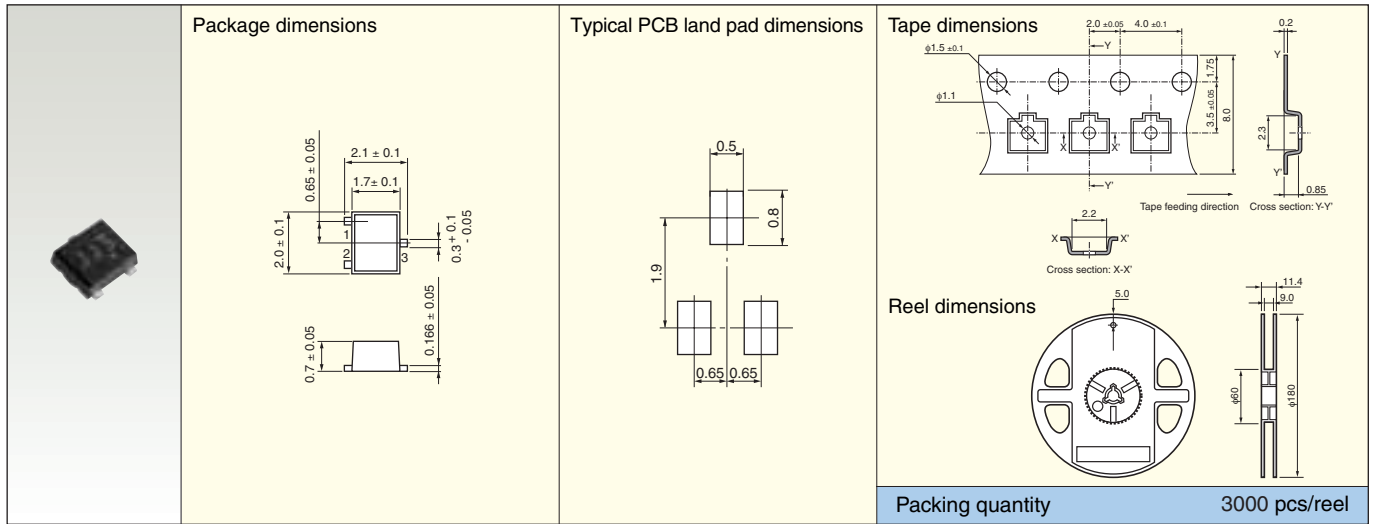 Package dimensions
2.1 ± 0.1
1.7± 0.1
0.65 ± 0.05
2.0 ± 0.1
1
2
3
0.3 + 0.1
- 0.05
0.7 ± 0.05
0.166 ± 0.05
Typical PCB land pad dimensions
0.5
0.8
1.9
0.65
0.65
Tape dimensions
2.0 ±0.05
4.0 ±0.1
φ1.5 ±0.1
Y
φ1.1
1.75
3.5 ±0.05
8.0
X
X'
Y'
Tape feeding direction
0.2
Y
2.3
Y'
0.85
Cross section: Y-Y'
2.2
X
X'
Cross section: X-X'
Reel dimensions
5.0
11.4
9.0
φ60
φ180
Packing quantity
3000 pcs/reel